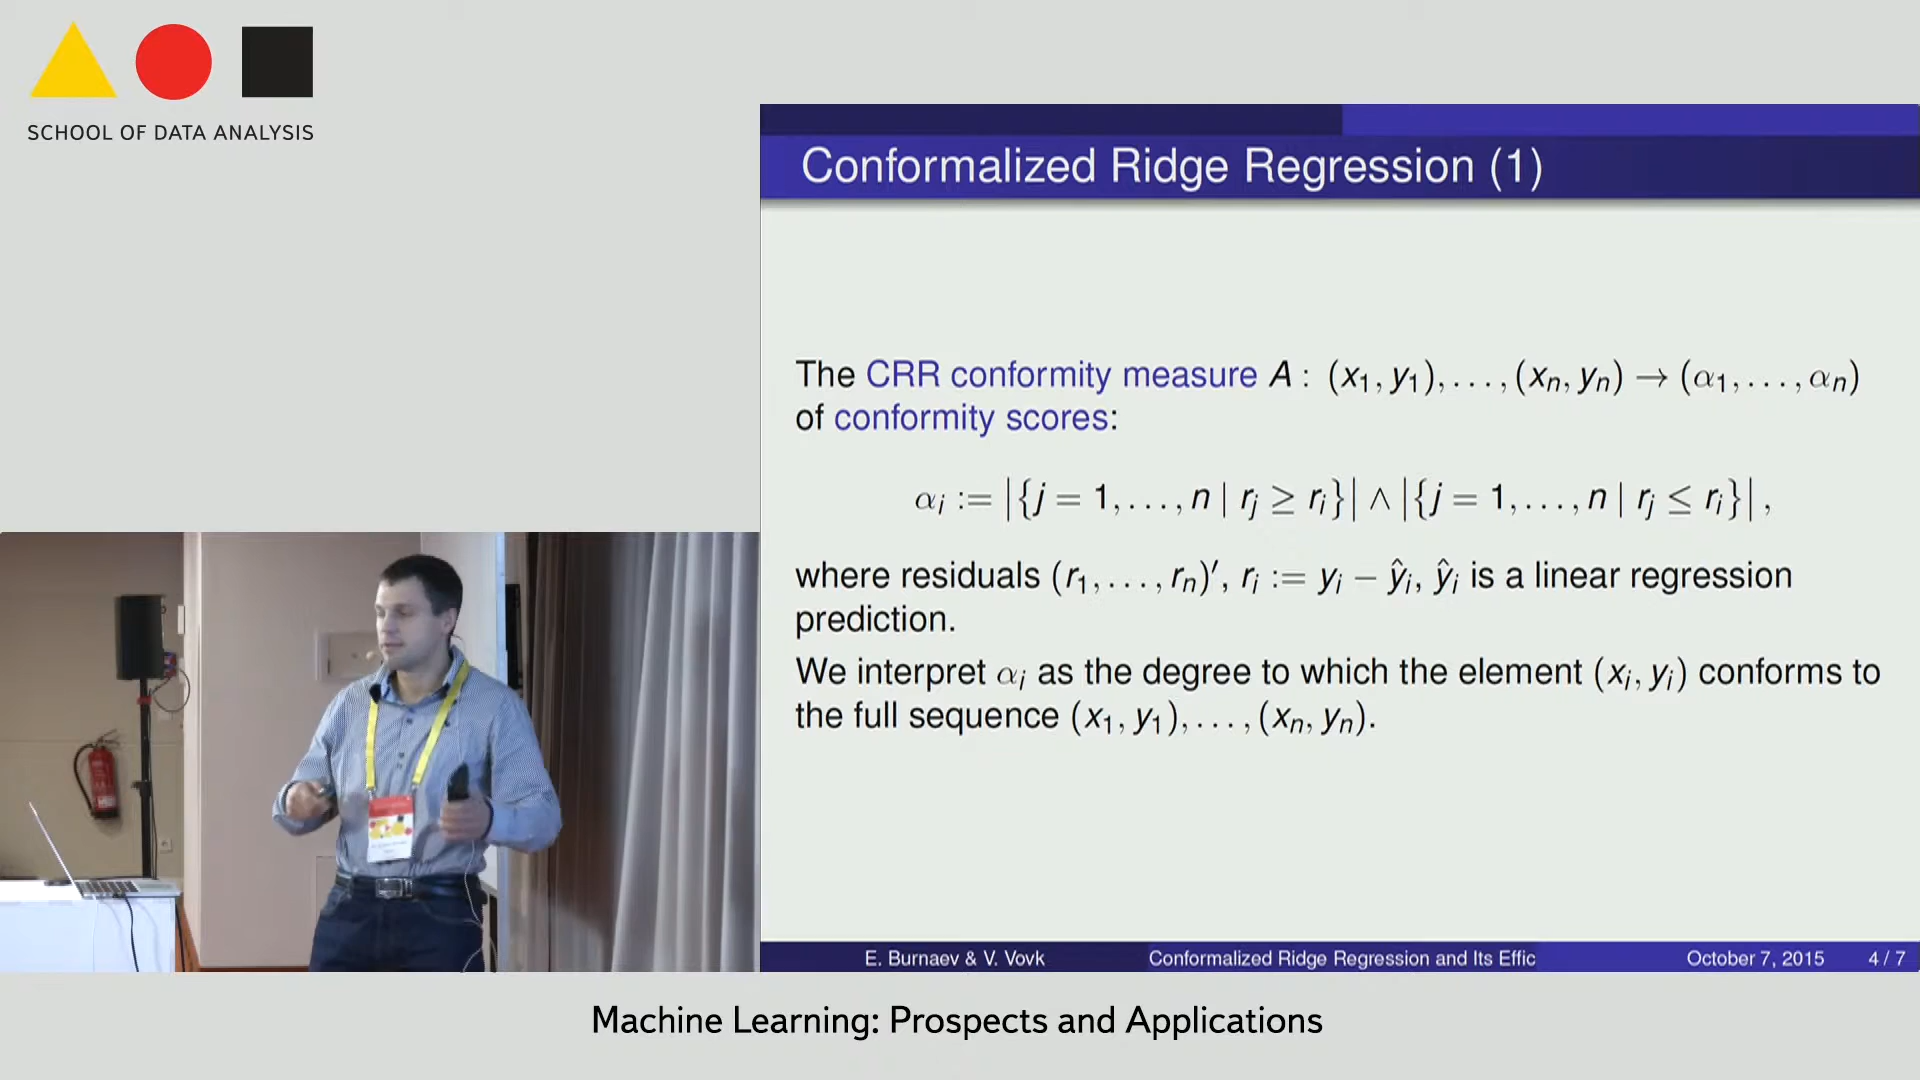 SCHOOL OF DATA ANALYSIS
Conformalized Ridge Regression (1)
The CRR conformity measure A : (x₁, y₁), . . . , (xₙ, yₙ) → (α₁, . . . , αₙ)
of conformity scores:
αᵢ := |{j = 1, . . . , n | rⱼ ≥ rᵢ}| ∧ |{j = 1, . . . , n | rⱼ ≤ rᵢ}| ,
where residuals (r₁, . . . , rₙ)′, rᵢ := yᵢ − ŷᵢ, ŷᵢ is a linear regression
prediction.
We interpret αᵢ as the degree to which the element (xᵢ, yᵢ) conforms to
the full sequence (x₁, y₁), . . . , (xₙ, yₙ).
E. Burnaev & V. Vovk
Conformalized Ridge Regression and Its Effic
October 7, 2015
4 / 7
Machine Learning: Prospects and Applications